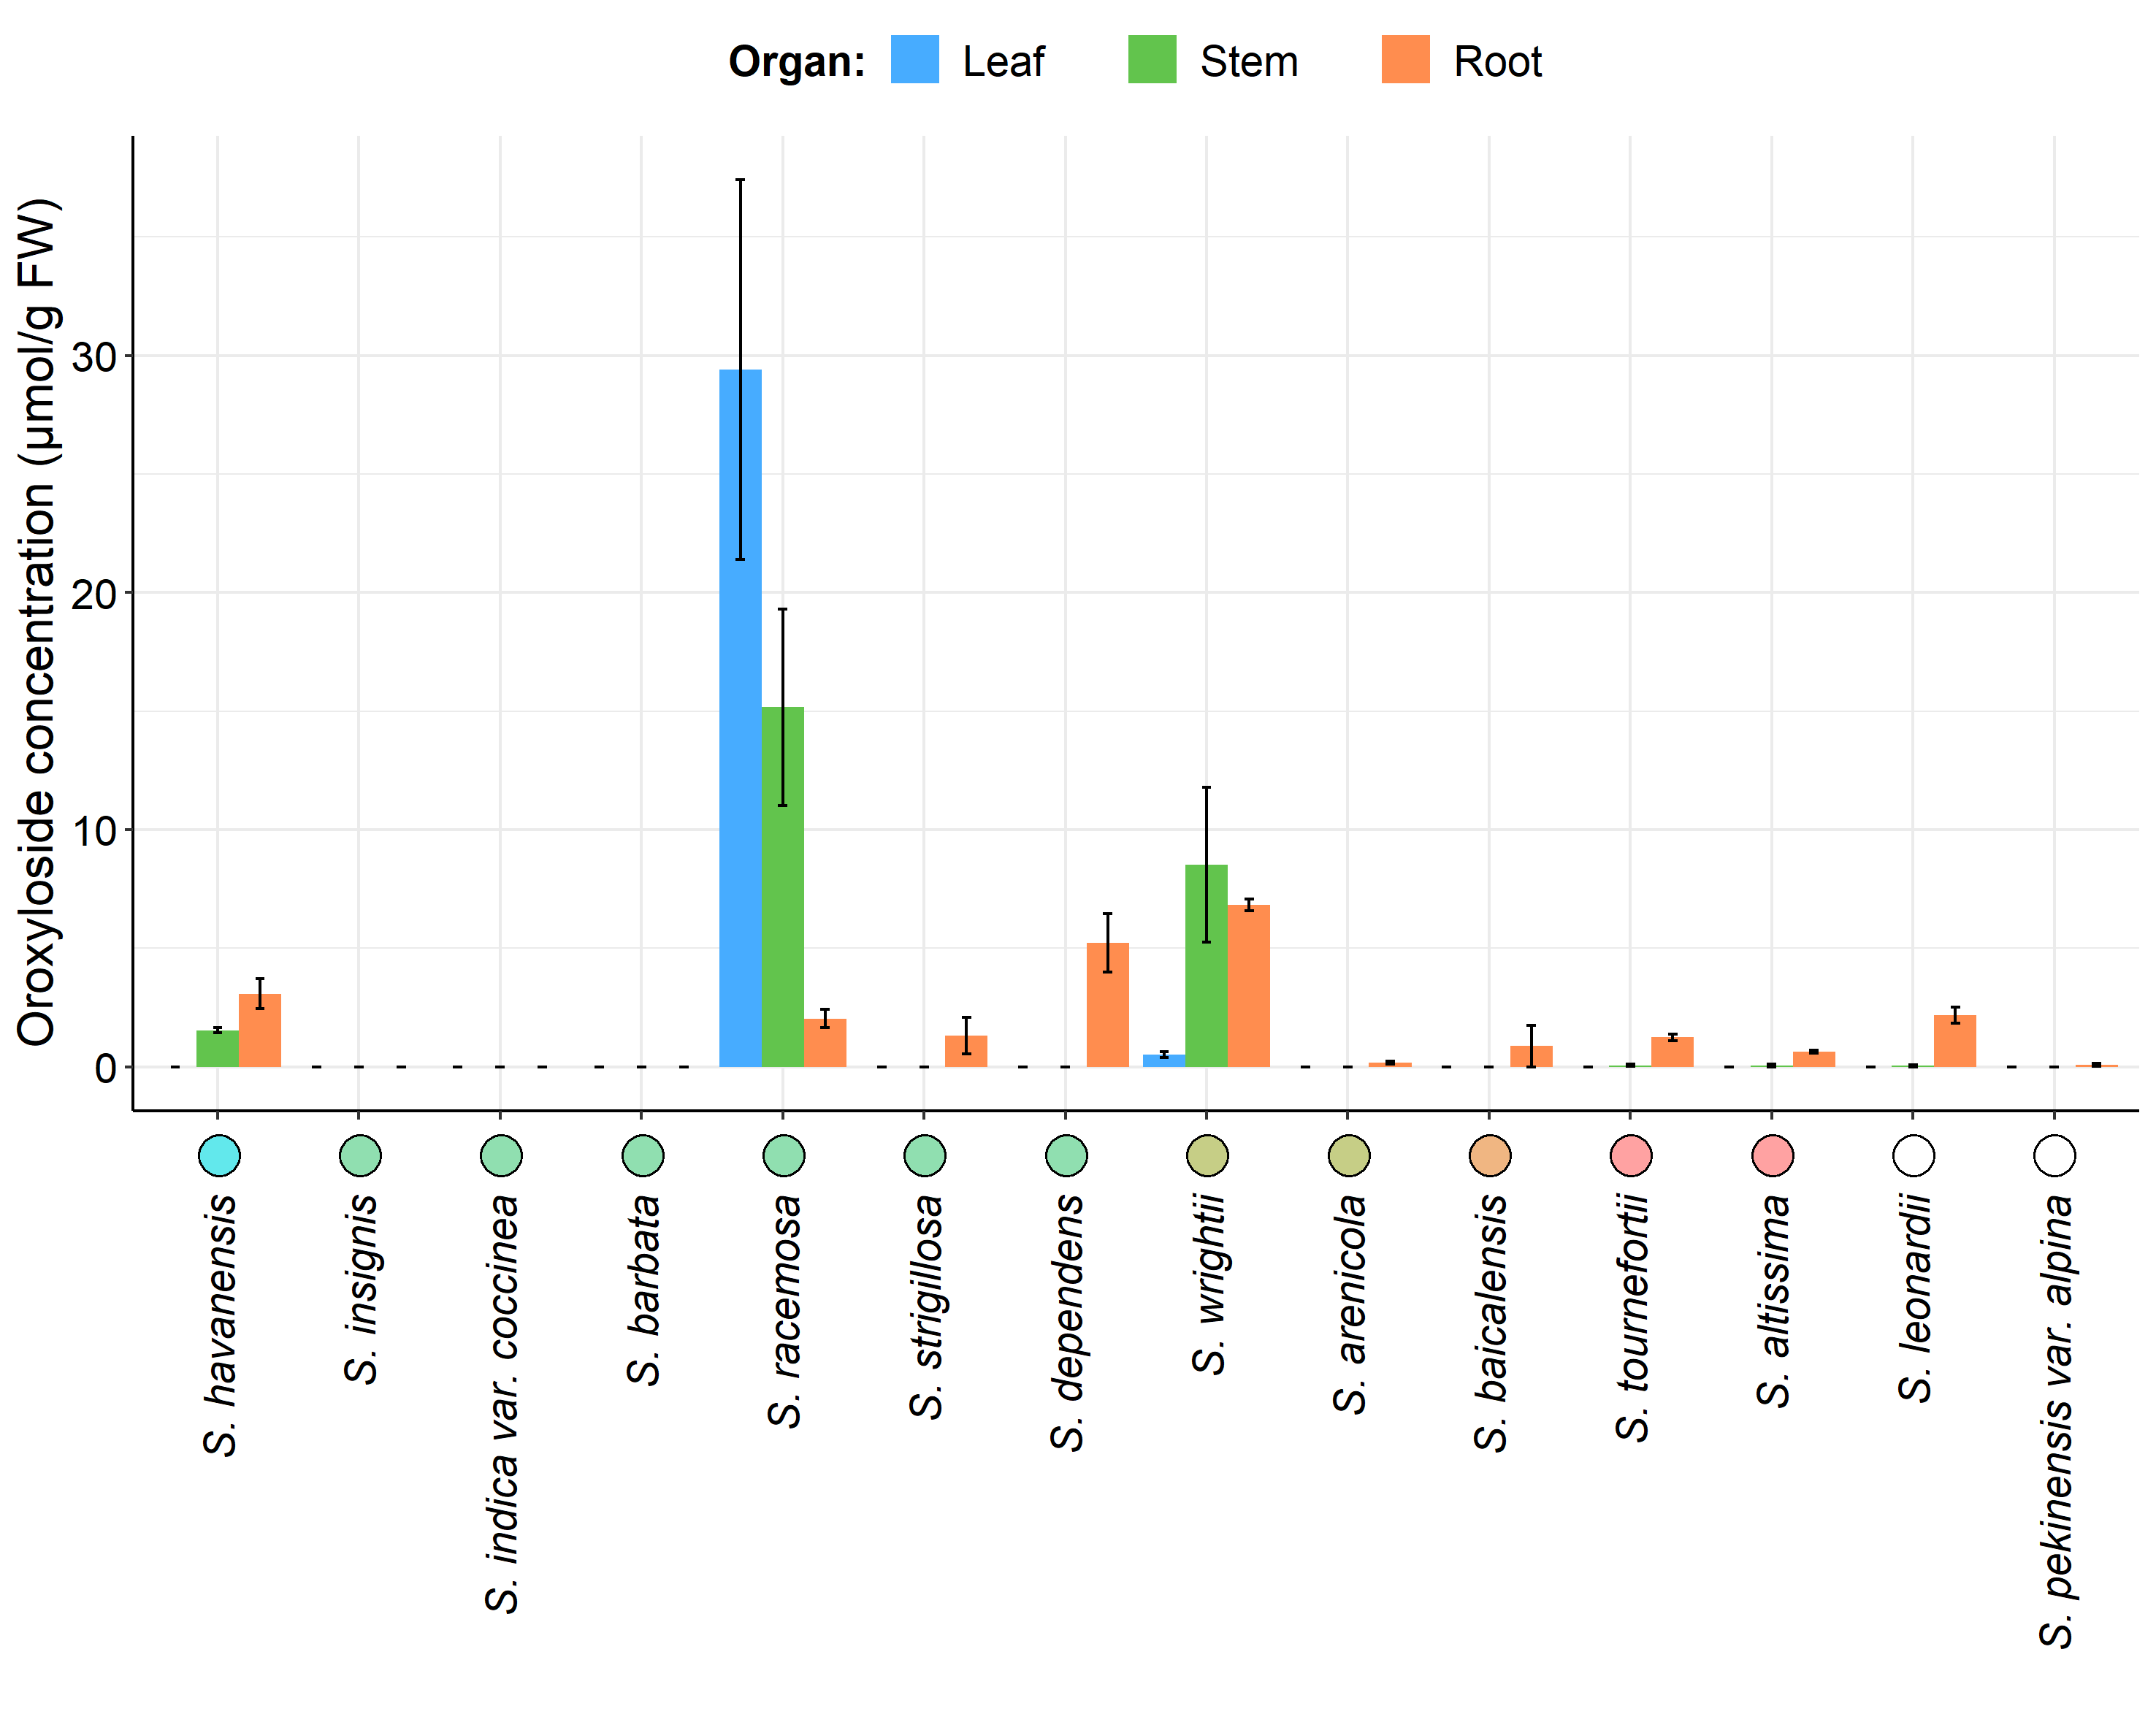 Organ: Leaf Stem Root
Oroxyloside concentration (μmol/g FW)
30
20
10
0
S. havanensis
S. insignis
S. indica var. coccinea
S. barbata
S. racemosa
S. strigillosa
S. dependens
S. wrightii
S. arenicola
S. baicalensis
S. tournefortii
S. altissima
S. leonardii
S. pekinensis var. alpina